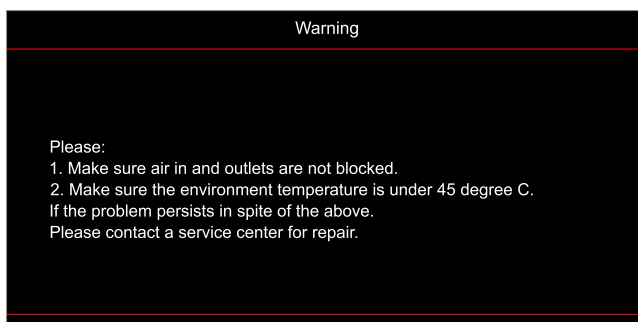 Warning
Please:
1. Make sure air in and outlets are not blocked.
2. Make sure the environment temperature is under 45 degree C.
If the problem persists in spite of the above.
Please contact a service center for repair.